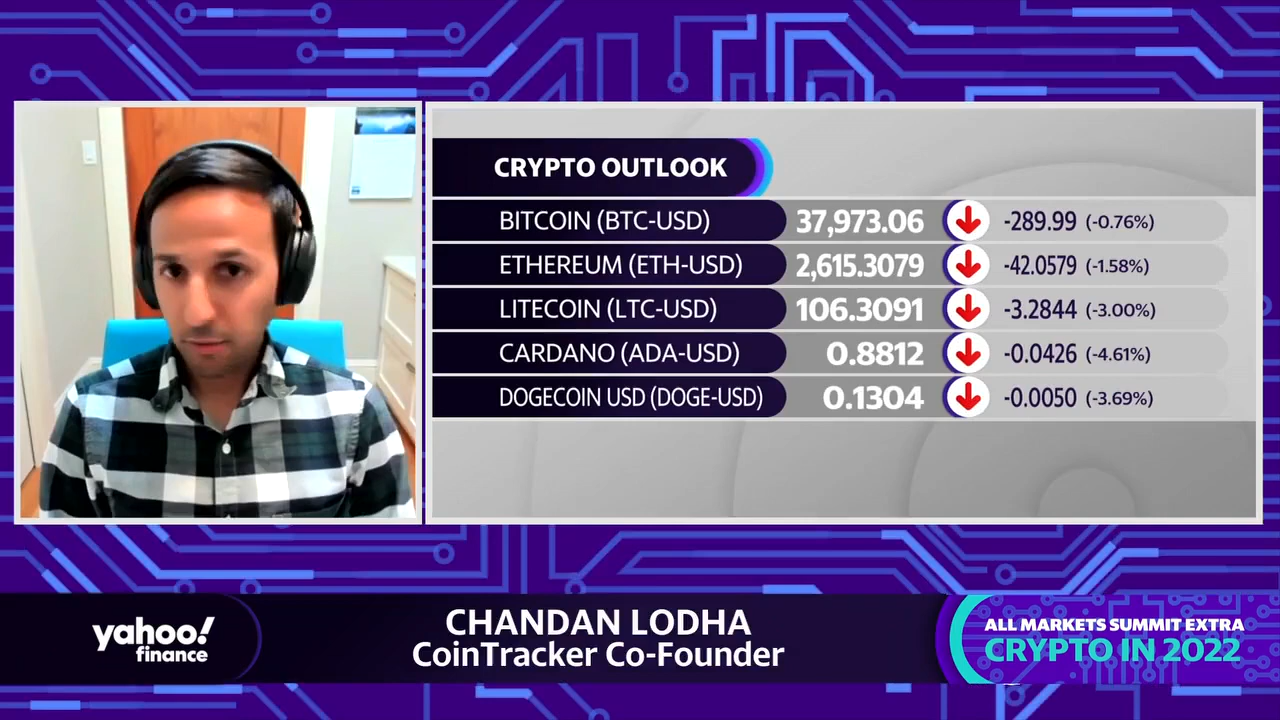 CRYPTO OUTLOOK
BITCOIN (BTC-USD) 37,973.06 -289.99 (-0.76%)
ETHEREUM (ETH-USD) 2,615.3079 -42.0579 (-1.58%)
LITECOIN (LTC-USD) 106.3091 -3.2844 (-3.00%)
CARDANO (ADA-USD) 0.8812 -0.0426 (-4.61%)
DOGECOIN USD (DOGE-USD) 0.1304 -0.0050 (-3.69%)
yahoo!
finance
CHANDAN LODHA
CoinTracker Co-Founder
ALL MARKETS SUMMIT EXTRA
CRYPTO IN 2022